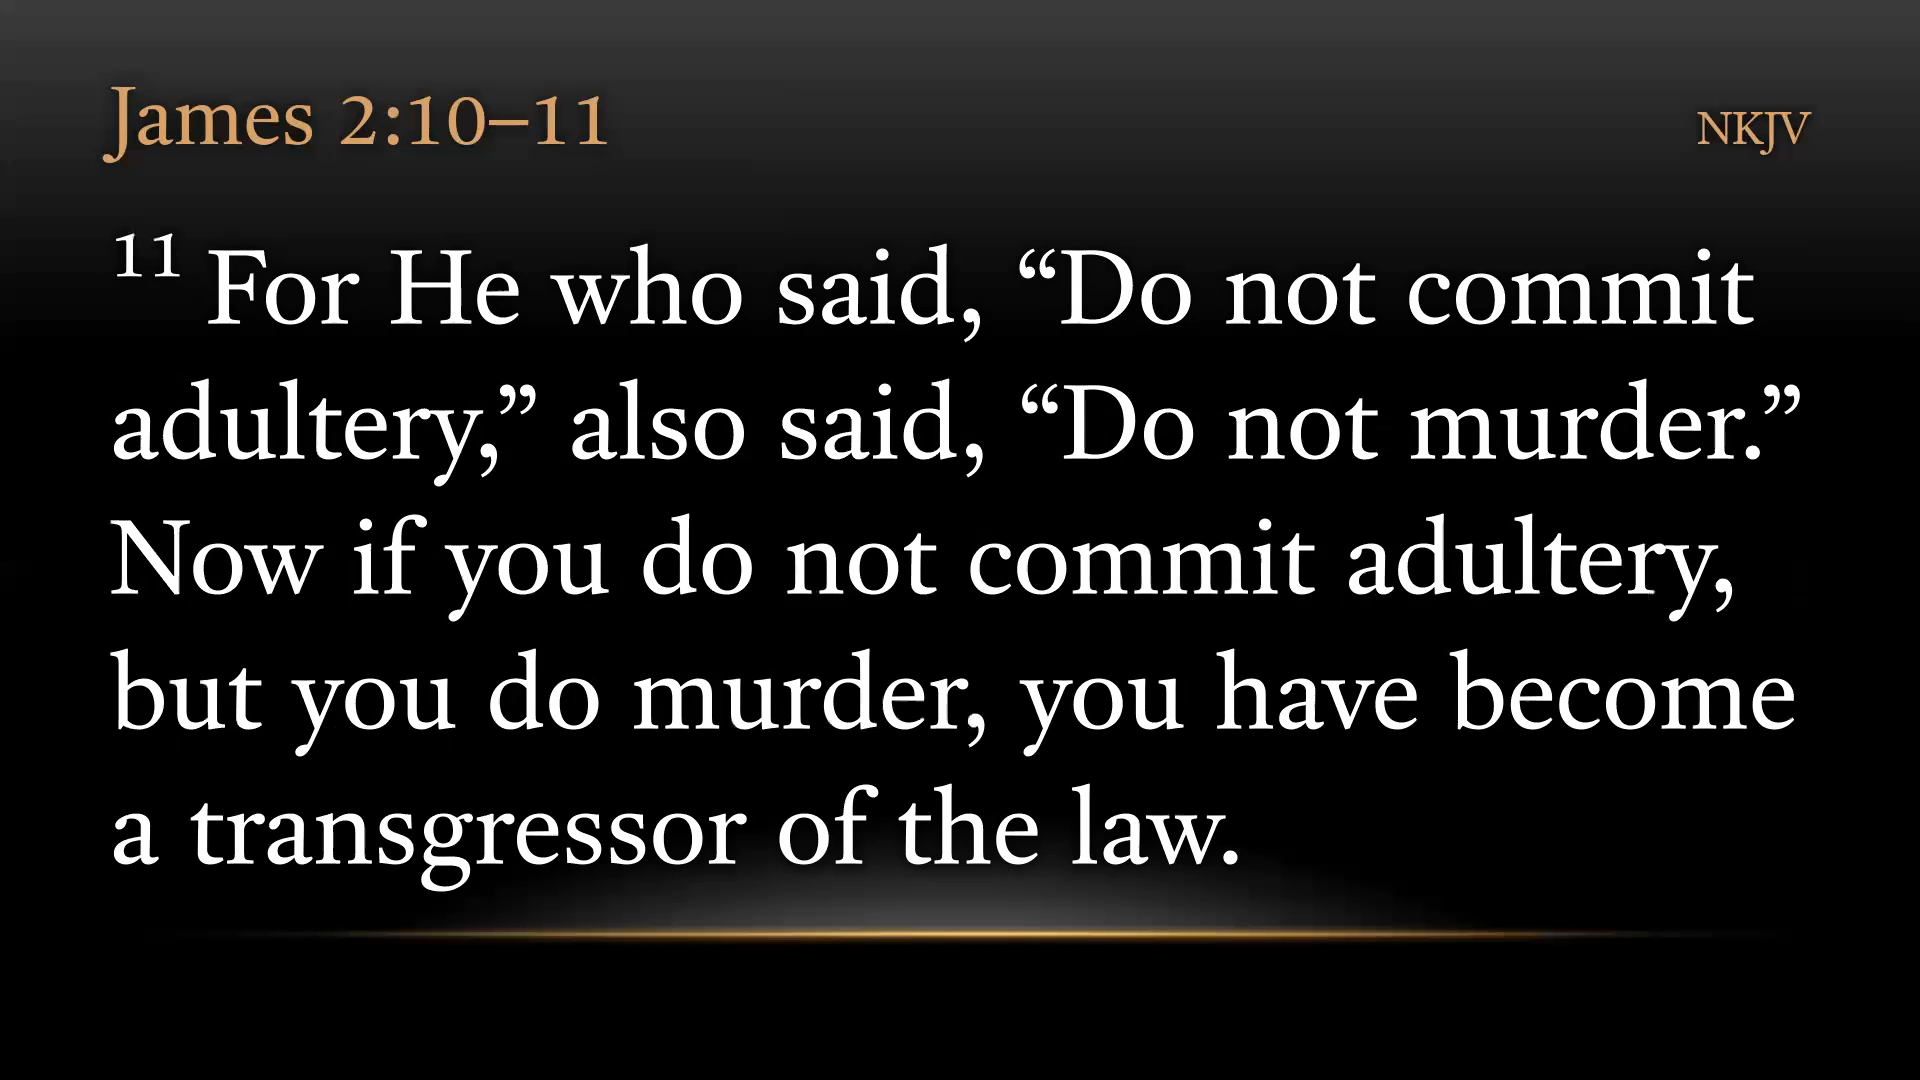 James 2:10–11
NKJV
11 For He who said, “Do not commit
adultery,” also said, “Do not murder.”
Now if you do not commit adultery,
but you do murder, you have become
a transgressor of the law.